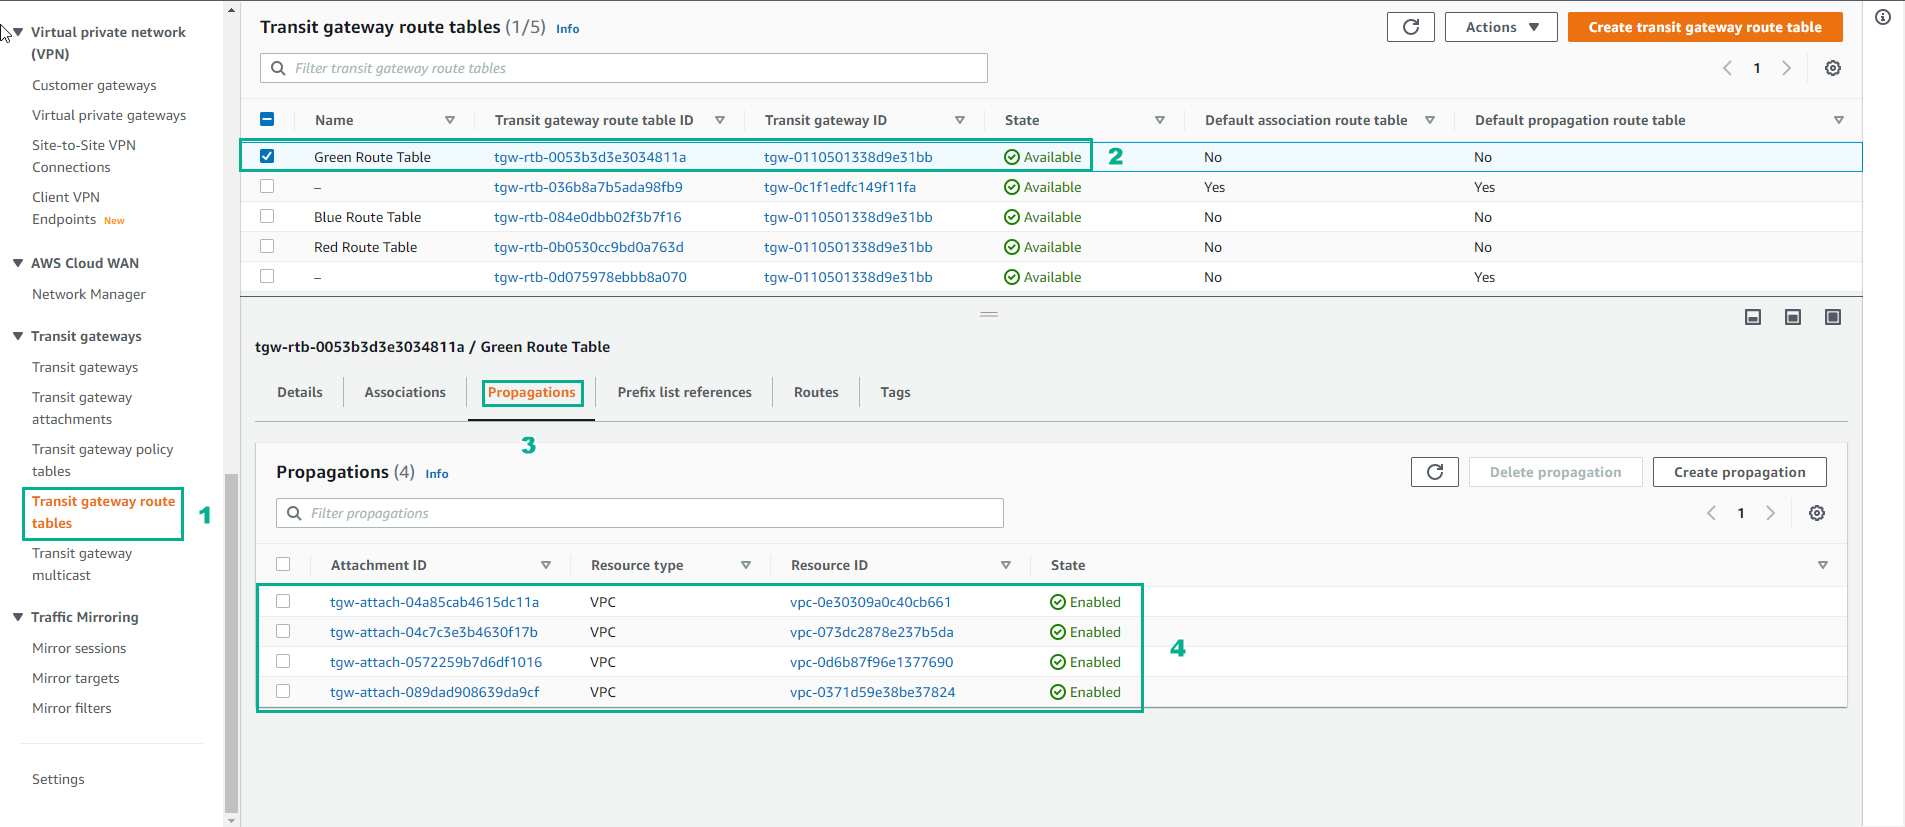 Virtual private network
(VPN)
Customer gateways
Virtual private gateways
Site-to-Site VPN
Connections
Client VPN
Endpoints New
AWS Cloud WAN
Network Manager
Transit gateways
Transit gateways
Transit gateway
attachments
Transit gateway policy
tables
Transit gateway route
tables
1
Transit gateway
multicast
Traffic Mirroring
Mirror sessions
Mirror targets
Mirror filters
Settings
Transit gateway route tables (1/5) Info
Actions
Create transit gateway route table
Filter transit gateway route tables
1
Name Transit gateway route table ID Transit gateway ID State Default association route table Default propagation route table
Green Route Table tgw-rtb-0053b3d3e3034811a tgw-0110501338d9e31bb Available 2 No No
– tgw-rtb-036b8a7b5ada98fb9 tgw-0c1f1edfc149f11fa Available Yes Yes
Blue Route Table tgw-rtb-084e0dbb02f3b7f16 tgw-0110501338d9e31bb Available No No
Red Route Table tgw-rtb-0b0530cc9bd0a763d tgw-0110501338d9e31bb Available No No
– tgw-rtb-0d075978ebbb8a070 tgw-0110501338d9e31bb Available No Yes
tgw-rtb-0053b3d3e3034811a / Green Route Table
Details Associations Propagations Prefix list references Routes Tags
3
Propagations (4) Info
Delete propagation
Create propagation
Filter propagations
1
Attachment ID Resource type Resource ID State
tgw-attach-04a85cab4615dc11a VPC vpc-0e30309a0c40cb661 Enabled
tgw-attach-04c7c3e3b4630f17b VPC vpc-073dc2878e237b5da Enabled
4
tgw-attach-0572259b7d6df1016 VPC vpc-0d6b87f96e1377690 Enabled
tgw-attach-089dad908639da9cf VPC vpc-0371d59e38be37824 Enabled